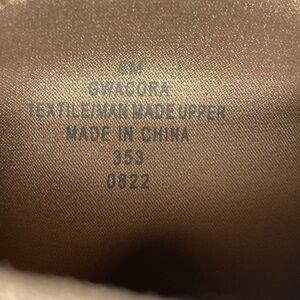 6M
GWACORA
TEXTILE/MAN MADE UPPER
MADE IN CHINA
353
0822